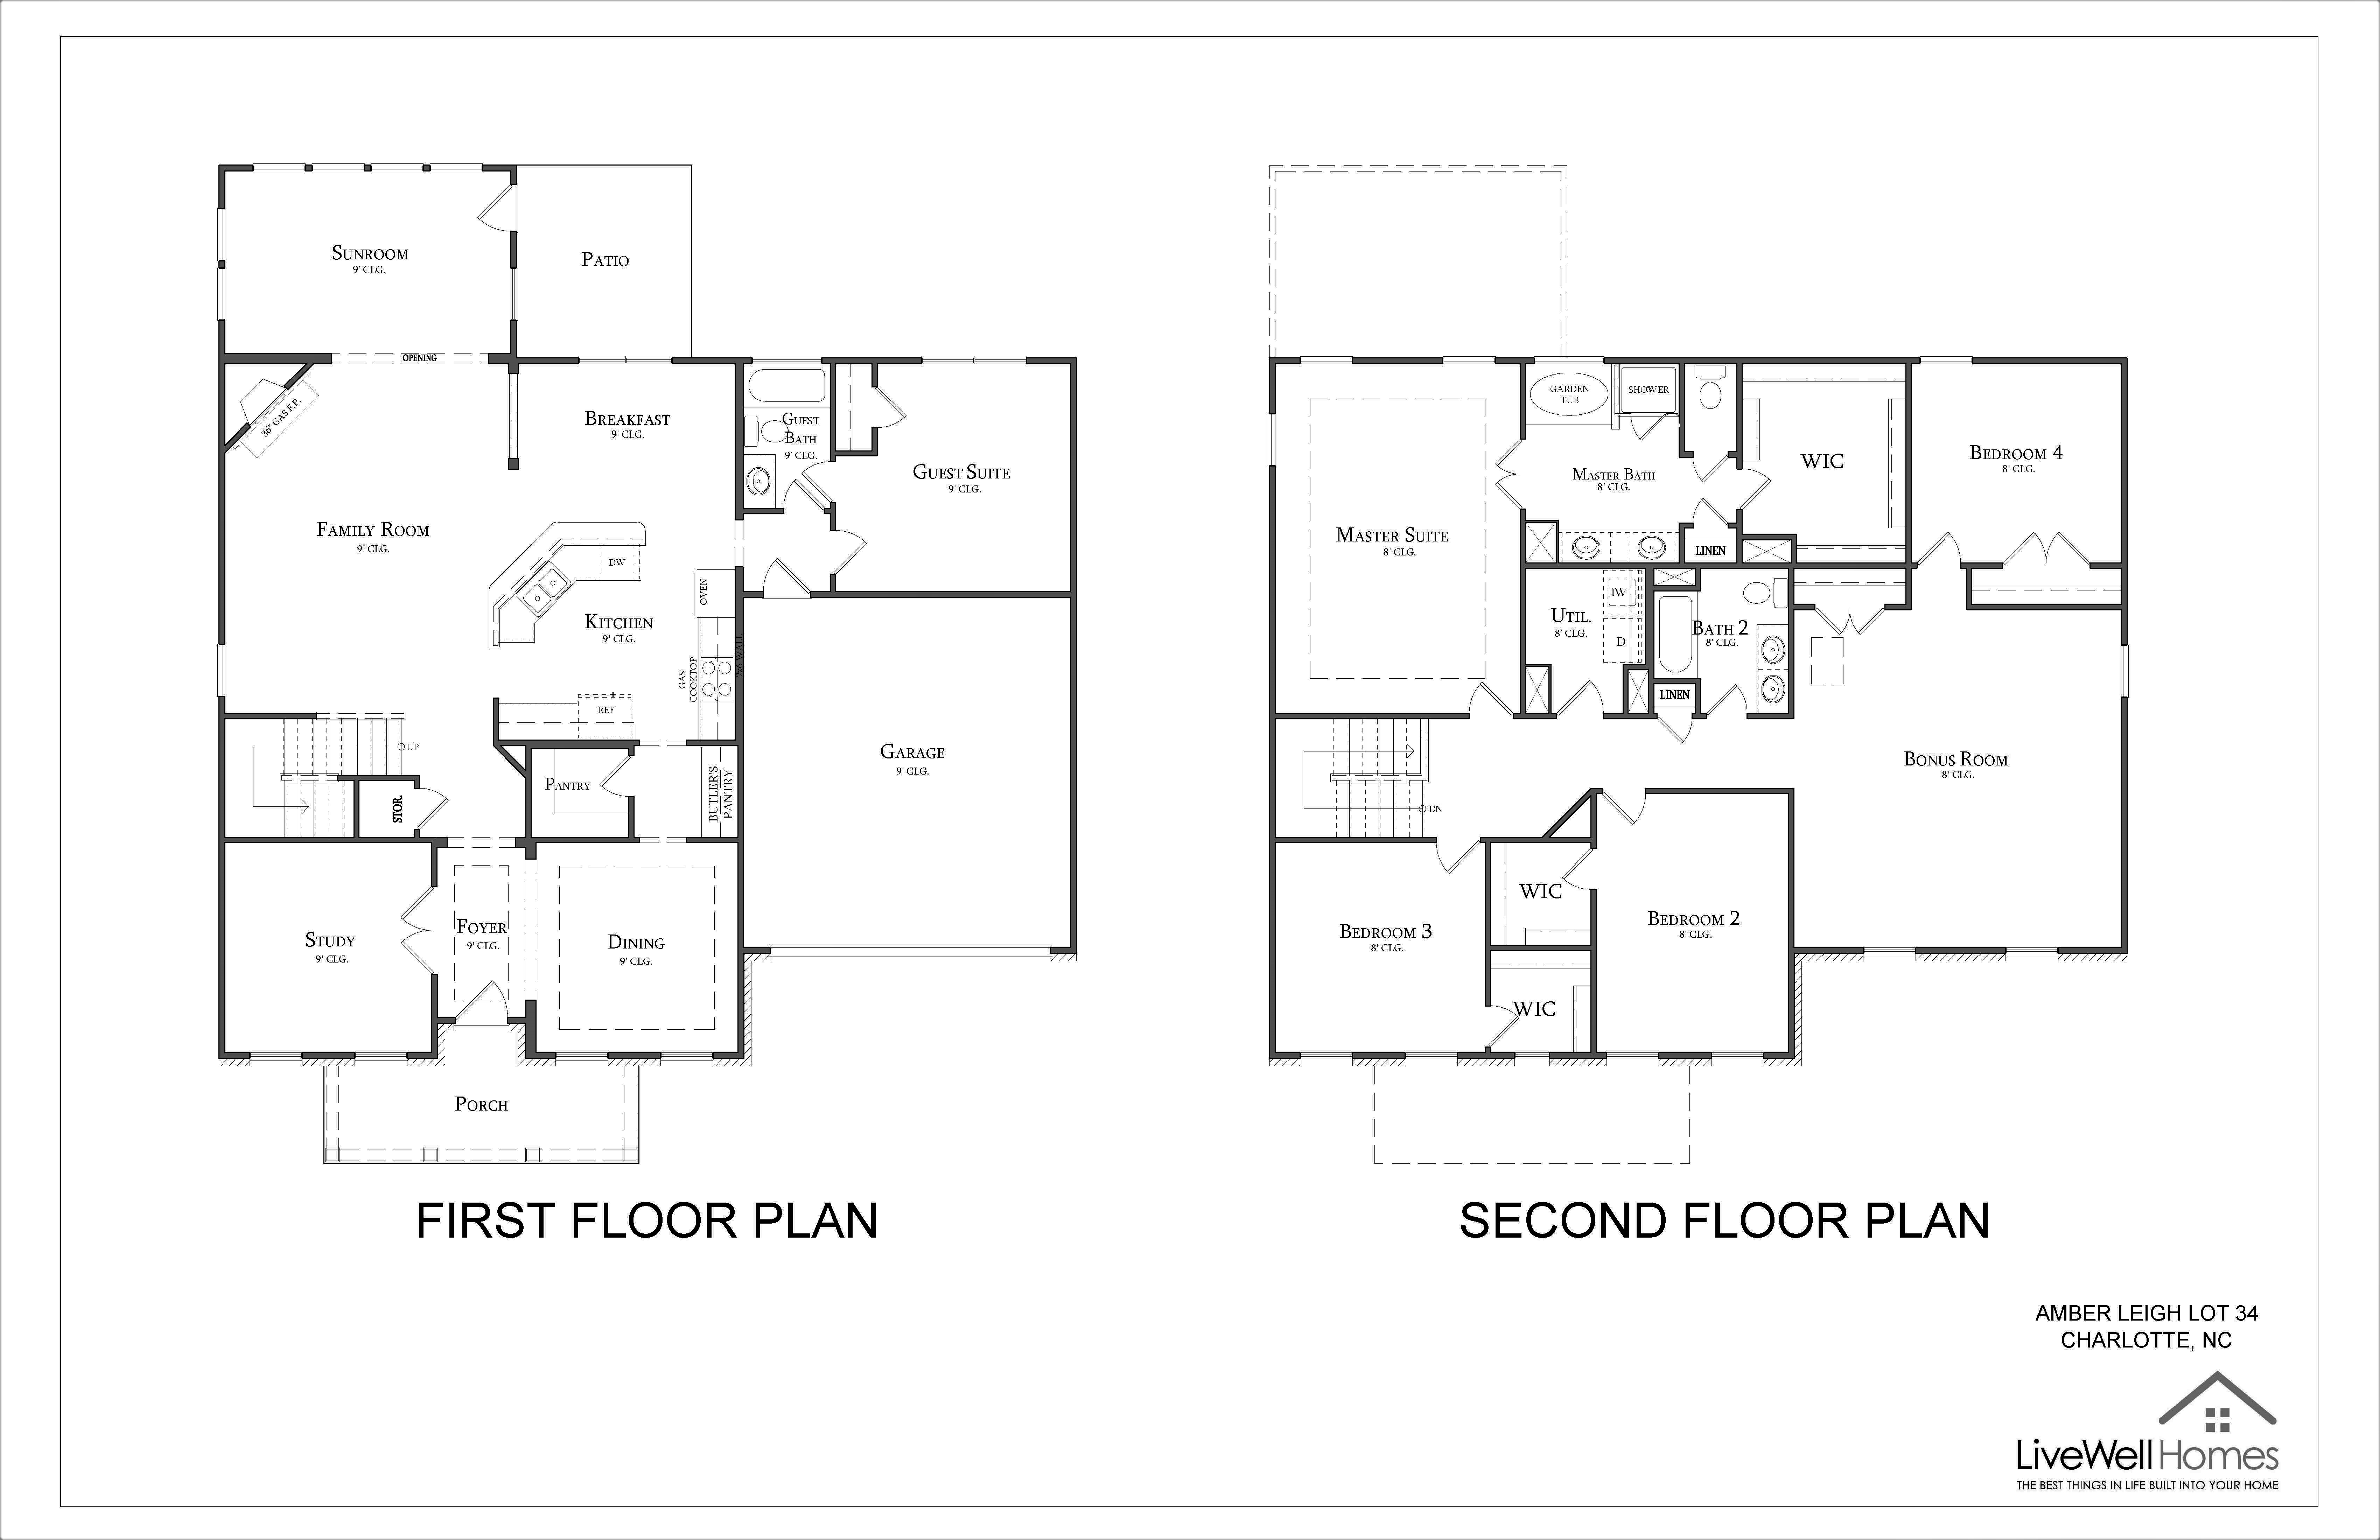 SUNROOM
9' CLG.
PATIO
OPENING
36" GAS F.P.
BREAKFAST
9' CLG.
GUEST
BATH
9' CLG.
GUEST SUITE
9' CLG.
FAMILY ROOM
9' CLG.
DW
OVEN
KITCHEN
9' CLG.
GAS
COOKTOP
2x6 WALL
REF
UP
STOR.
PANTRY
BUTLER'S
PANTRY
GARAGE
9' CLG.
STUDY
9' CLG.
FOYER
9' CLG.
DINING
9' CLG.
PORCH
FIRST FLOOR PLAN
GARDEN
TUB
SHOWER
MASTER BATH
8' CLG.
WIC
BEDROOM 4
8' CLG.
MASTER SUITE
8' CLG.
LINEN
UTIL.
8' CLG.
W
D
BATH 2
8' CLG.
LINEN
BONUS ROOM
8' CLG.
DN
WIC
BEDROOM 3
8' CLG.
BEDROOM 2
8' CLG.
WIC
SECOND FLOOR PLAN
AMBER LEIGH LOT 34
CHARLOTTE, NC
LiveWell Homes
THE BEST THINGS IN LIFE BUILT INTO YOUR HOME